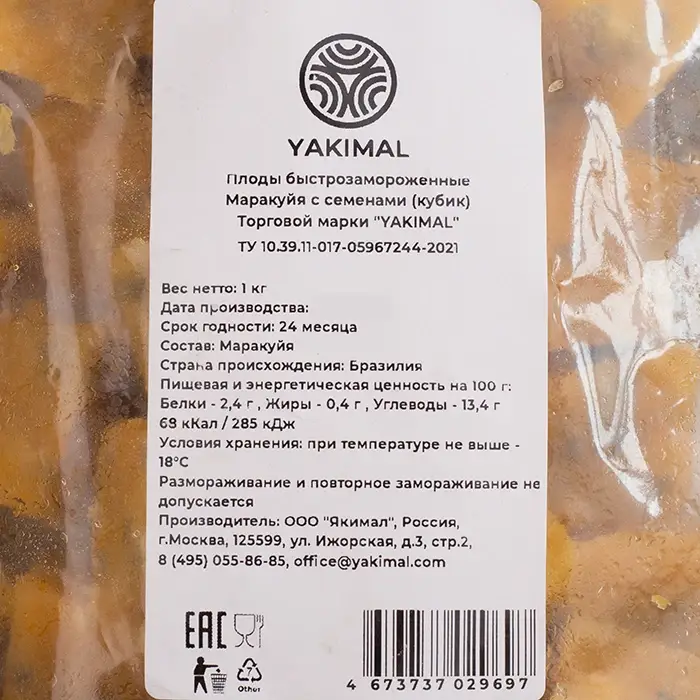 YAKIMAL
Плоды быстрозамороженные
Маракуйя с семенами (кубик)
Торговой марки "YAKIMAL"
ТУ 10.39.11-017-05967244-2021
Вес нетто: 1 кг
Дата производства:
Срок годности: 24 месяца
Состав: Маракуйя
Страна происхождения: Бразилия
Пищевая и энергетическая ценность на 100 г:
Белки - 2,4 г , Жиры - 0,4 г , Углеводы - 13,4 г
68 кКал / 285 кДж
Условия хранения: при температуре не выше -
18°С
Размораживание и повторное замораживание не
допускается
Производитель: ООО "Якимал", Россия,
г.Москва, 125599, ул. Ижорская, д.3, стр.2,
8 (495) 055-86-85, office@yakimal.com
EAC
7
Other
4 673737 029697